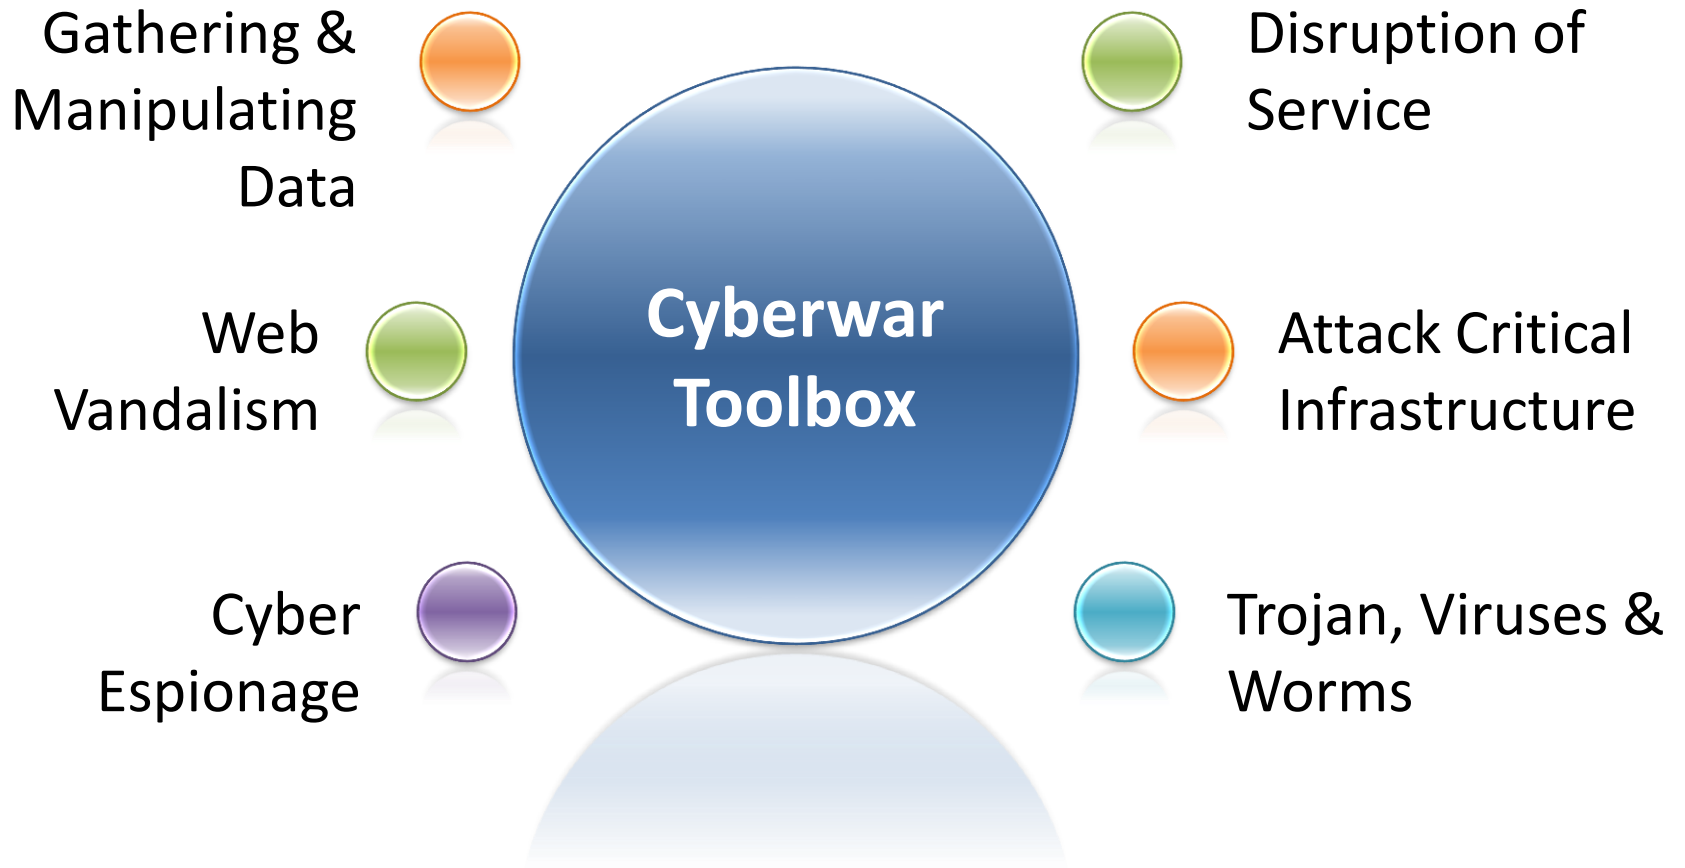 Gathering &
Manipulating
Data
Disruption of
Service
Web
Vandalism
Cyberwar
Toolbox
Attack Critical
Infrastructure
Cyber
Espionage
Trojan, Viruses &
Worms